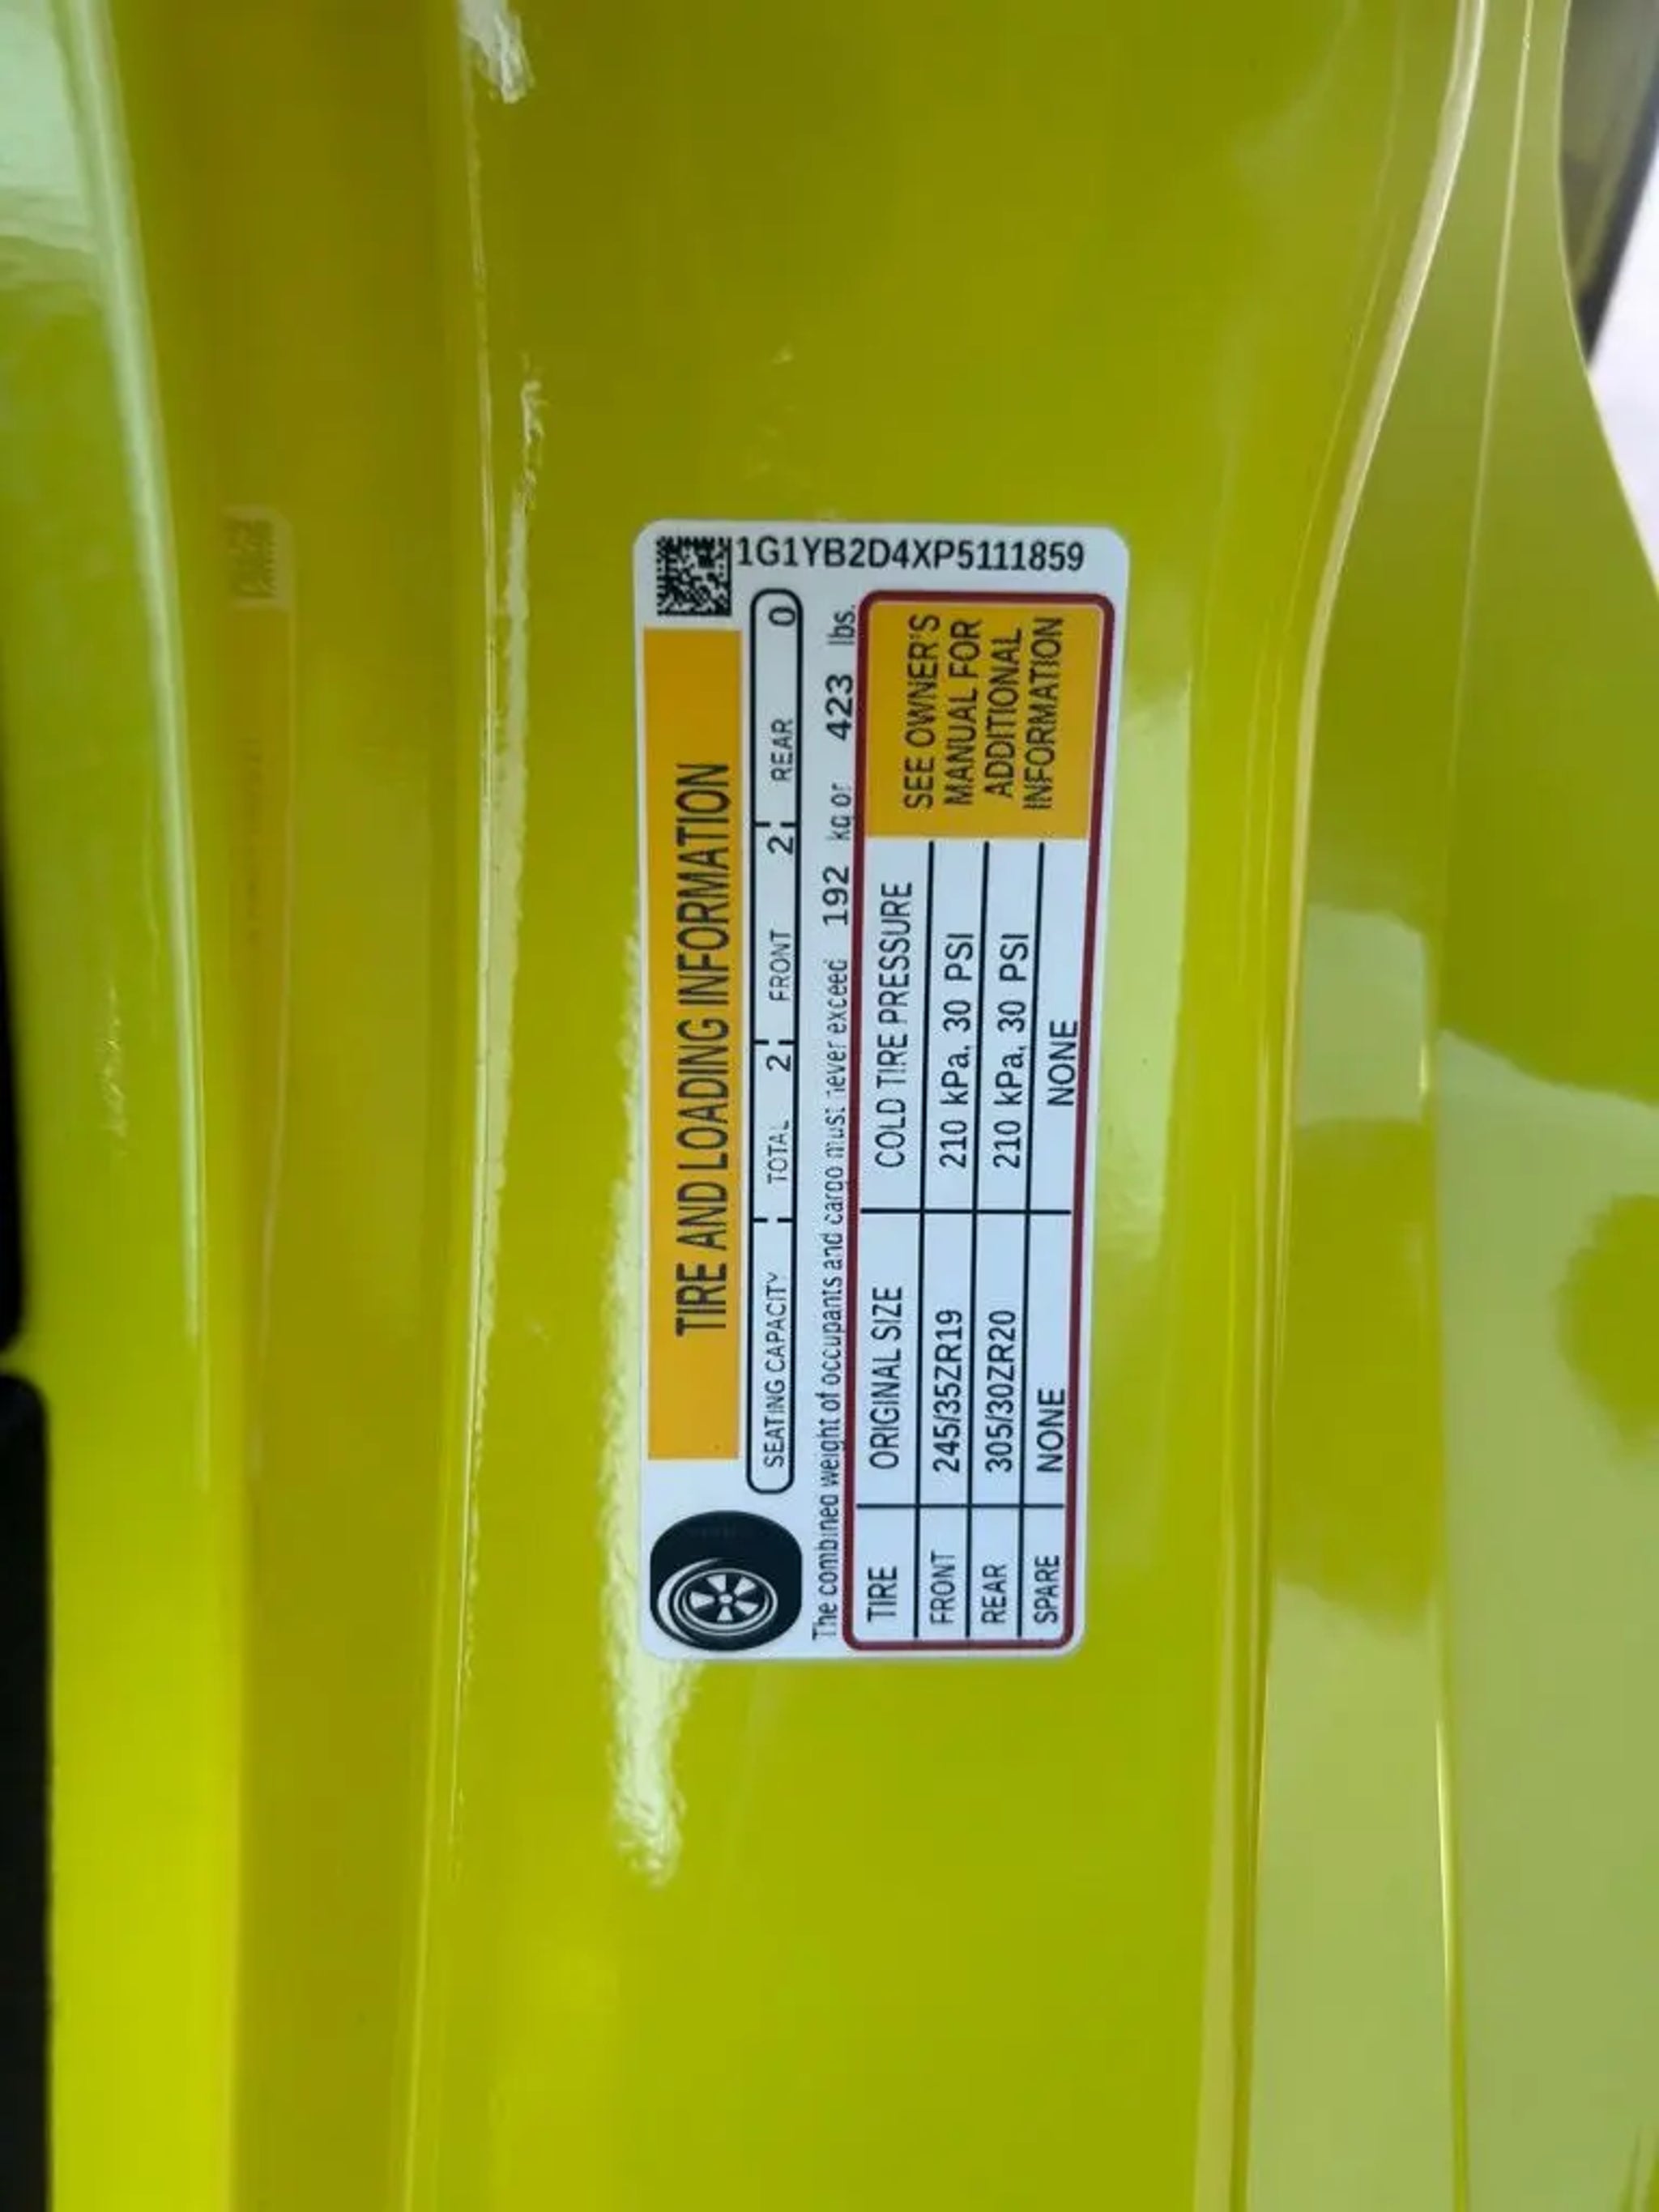 1G1YB2D4XP5111859
TIRE AND LOADING INFORMATION
SEATING CAPACITY TOTAL 2 FRONT 2 REAR 0
The combined weight of occupants and cargo must never exceed 192 kg or 423 lbs.
TIRE ORIGINAL SIZE COLD TIRE PRESSURE
FRONT 245/35ZR19 210 kPa, 30 PSI
REAR 305/30ZR20 210 kPa, 30 PSI
SPARE NONE NONE
SEE OWNER'S
MANUAL FOR
ADDITIONAL
INFORMATION